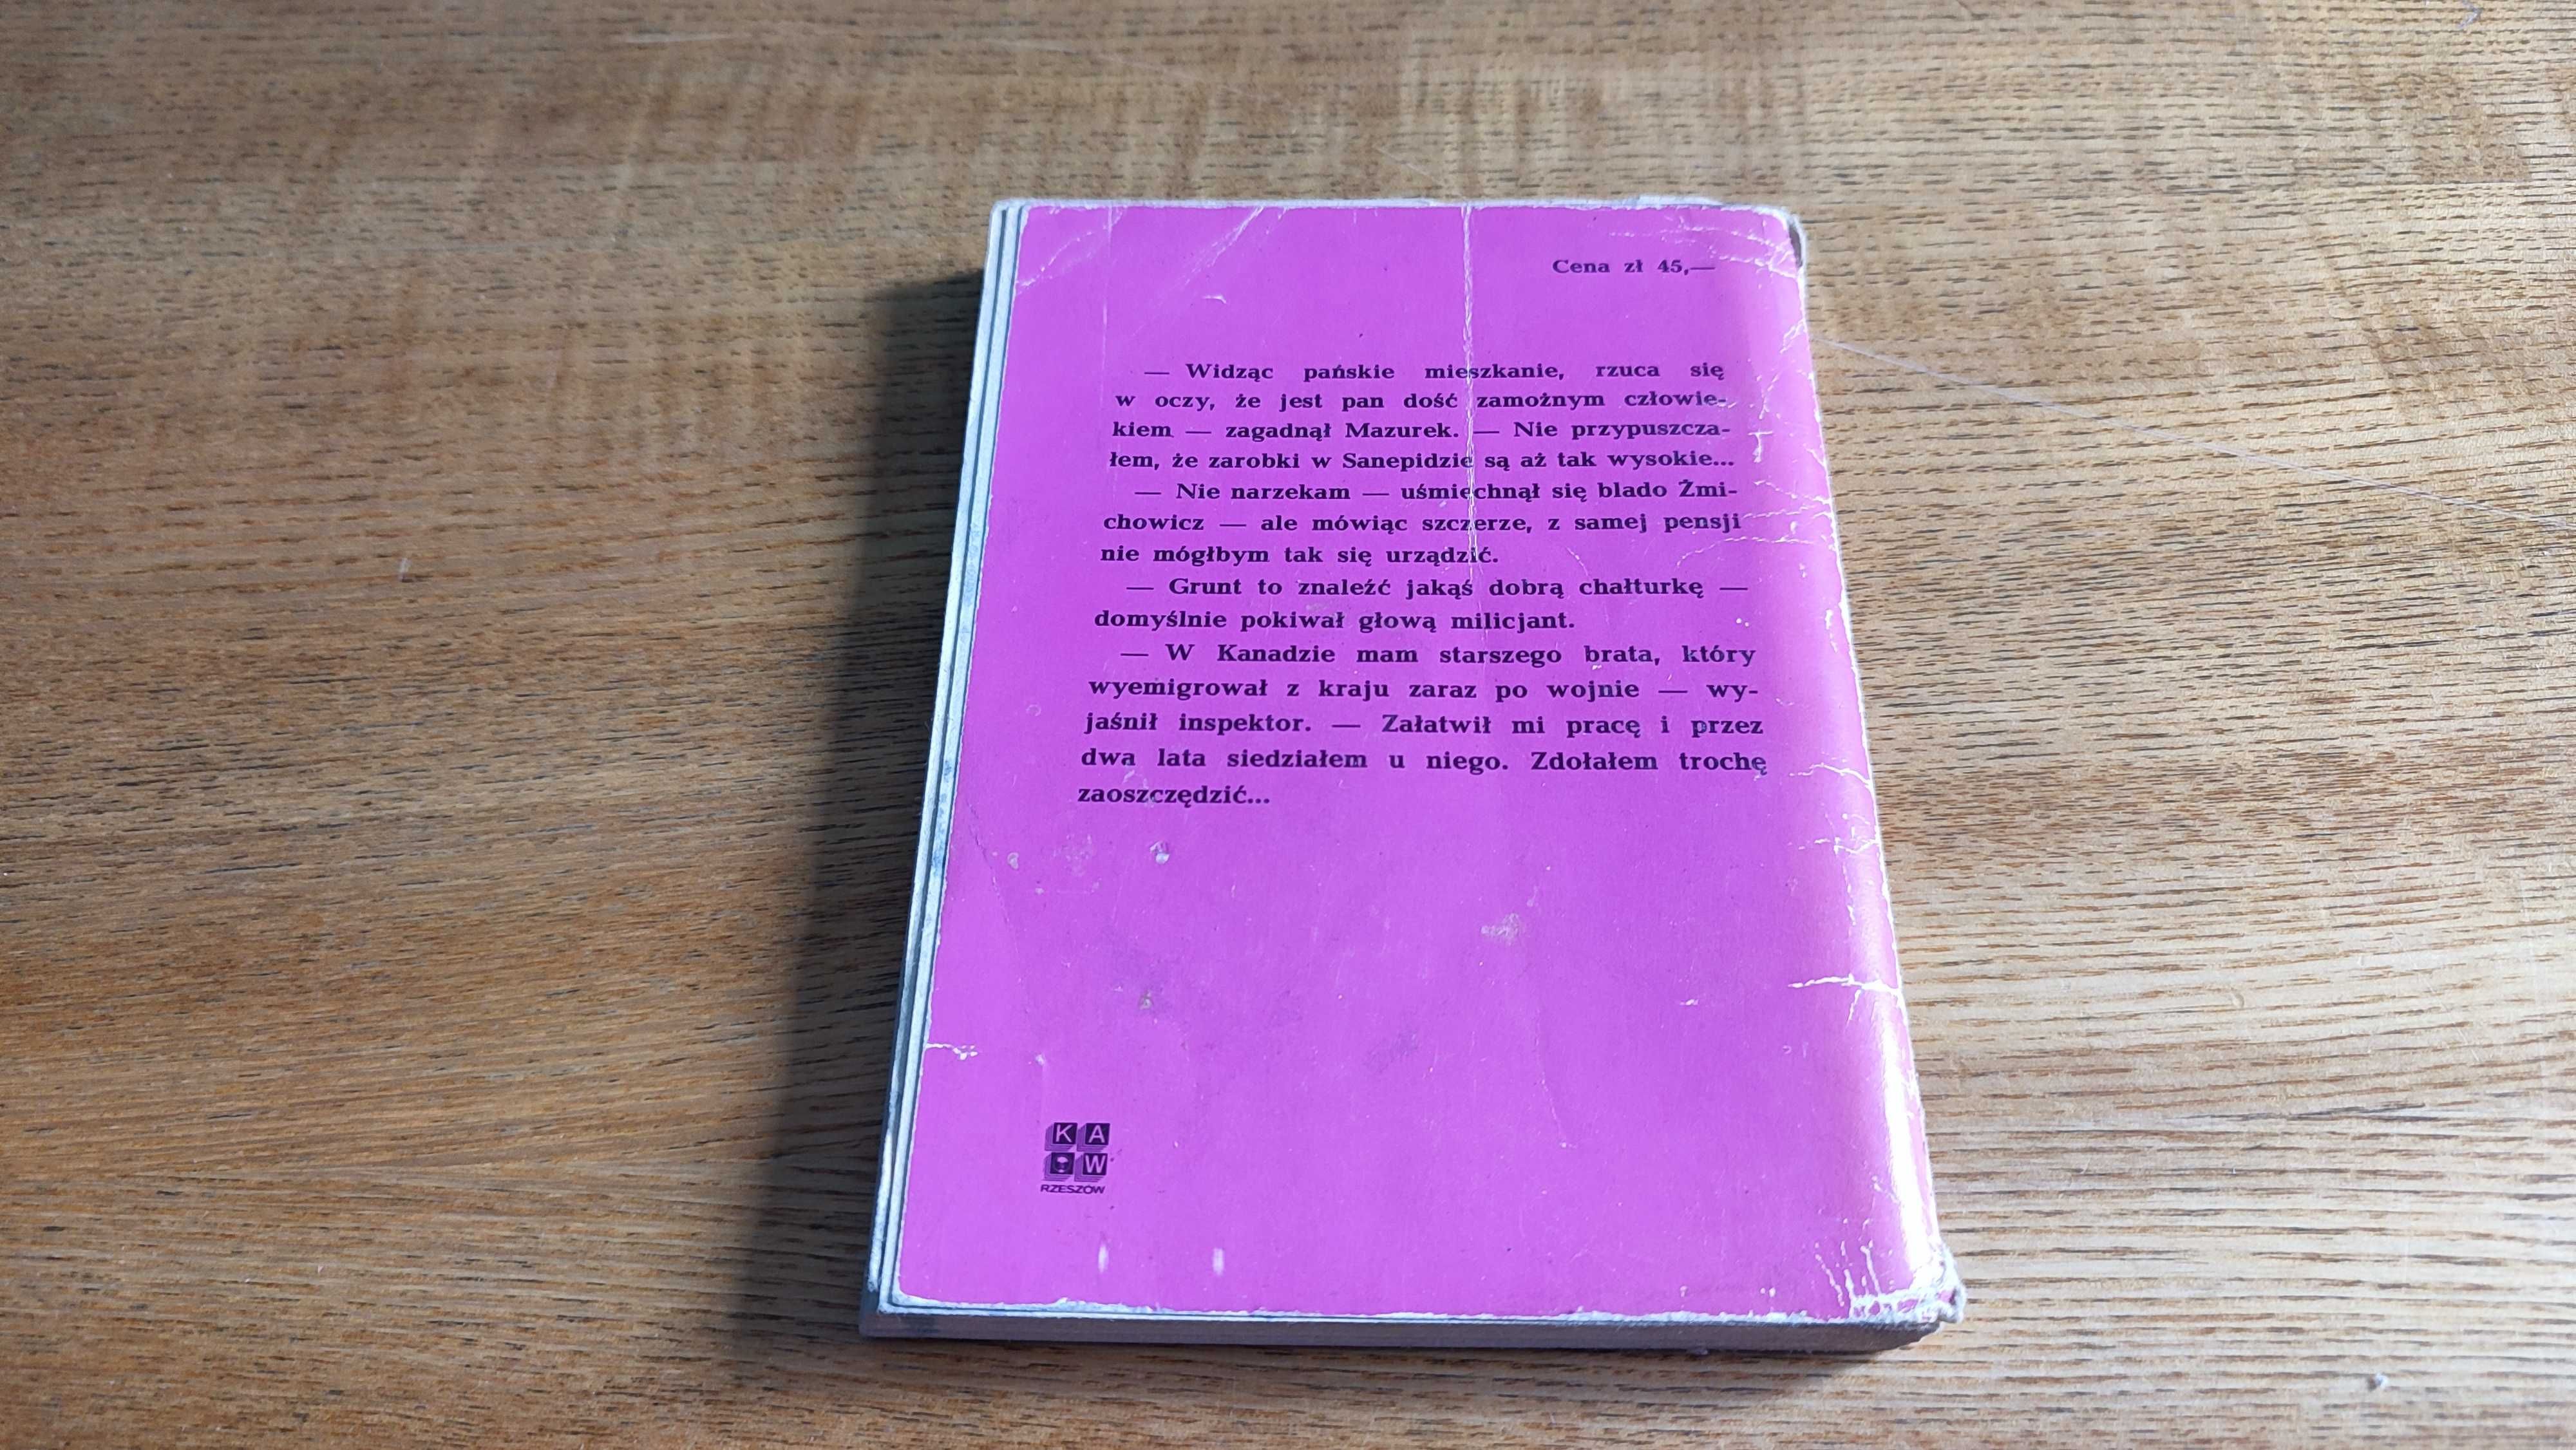 Cena zł 45,—
— Widząc pańskie mieszkanie, rzuca się
w oczy, że jest pan dość zamożnym człowie-
kiem — zagadnął Mazurek. — Nie przypuszcza-
łem, że zarobki w Sanepidzie są aż tak wysokie...
— Nie narzekam — uśmiechnął się blado Żmi-
chowicz — ale mówiąc szczerze, z samej pensji
nie mógłbym tak się urządzić.
— Grunt to znaleźć jakąś dobrą chałturkę —
domyślnie pokiwał głową milicjant.
— W Kanadzie mam starszego brata, który
wyemigrował z kraju zaraz po wojnie — wy-
jaśnił inspektor. — Załatwił mi pracę i przez
dwa lata siedziałem u niego. Zdołałem trochę
zaoszczędzić...
K A
W
RZESZÓW